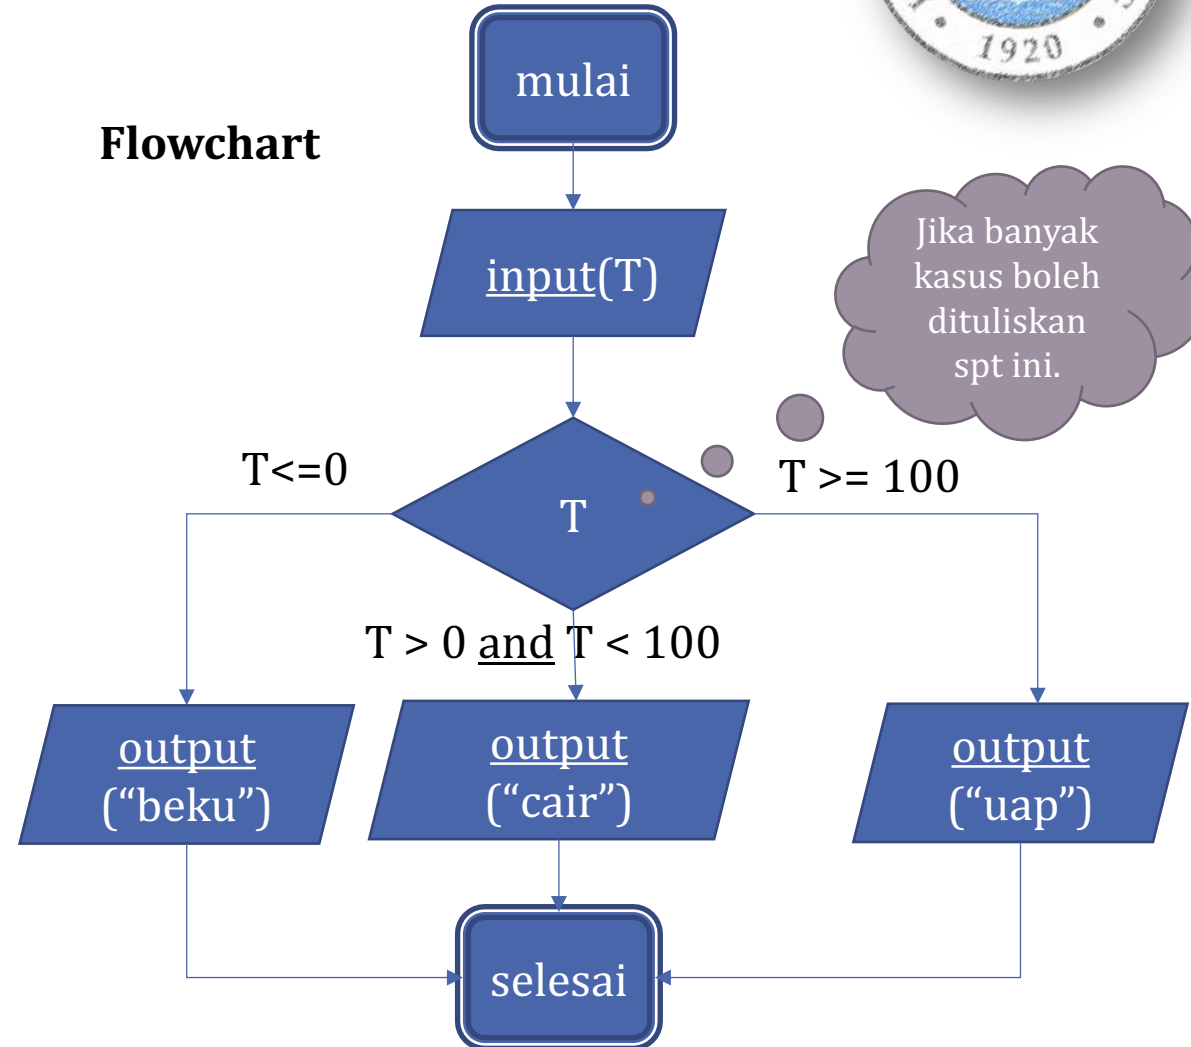 1920
mulai
Flowchart
input(T)
Jika banyak
kasus boleh
dituliskan
spt ini.
T<=0
T >= 100
T
T > 0 and T < 100
output
(“beku”)
output
(“cair”)
output
(“uap”)
selesai